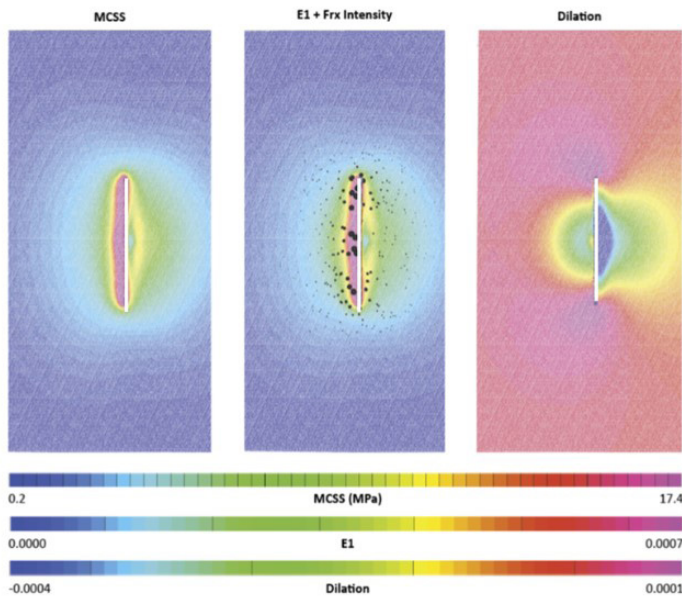 MCSS
E1 + Frx Intensity
Dilation
0.2 MCSS (MPa) 17.4
0.0000 E1 0.0007
-0.0004 Dilation 0.0001